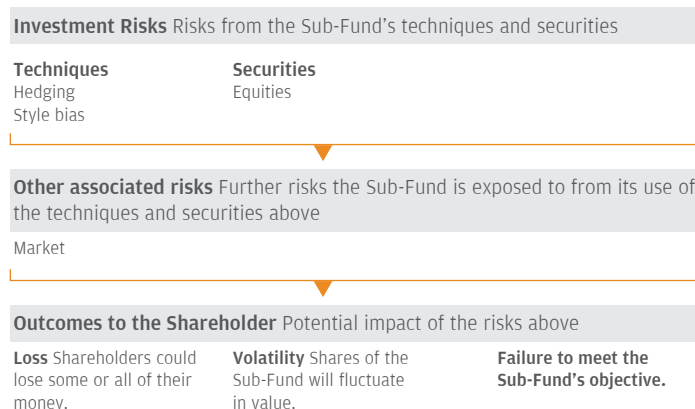 Investment Risks Risks from the Sub-Fund's techniques and securities
Techniques
Hedging
Style bias
Securities
Equities
Other associated risks Further risks the Sub-Fund is exposed to from its use of
the techniques and securities above
Market
Outcomes to the Shareholder Potential impact of the risks above
Loss Shareholders could
lose some or all of their
money.
Volatility Shares of the
Sub-Fund will fluctuate
in value.
Failure to meet the
Sub-Fund's objective.